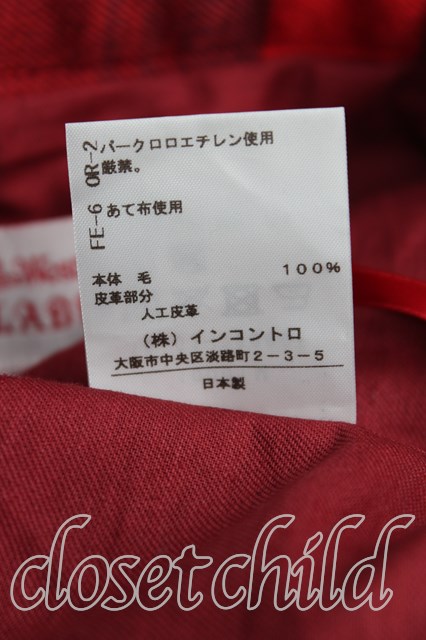 OR-2
パークロロエチレン使用
厳禁。
FE-6
あて布使用
本体 毛 100%
皮革部分
人工皮革
(株) インコントロ
大阪市中央区淡路町2-3-5
日本製
closet child